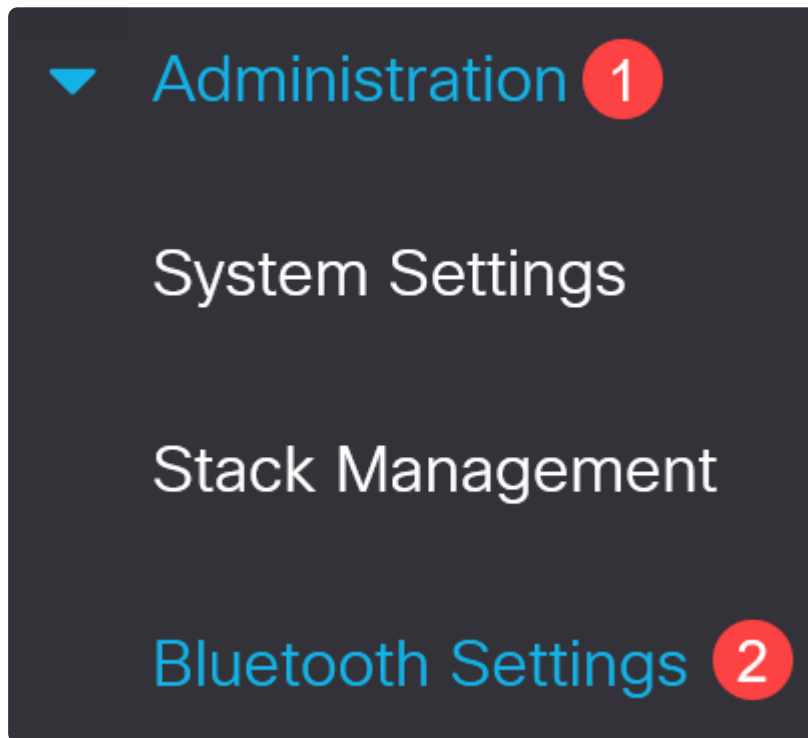 Administration 1
System Settings
Stack Management
Bluetooth Settings 2